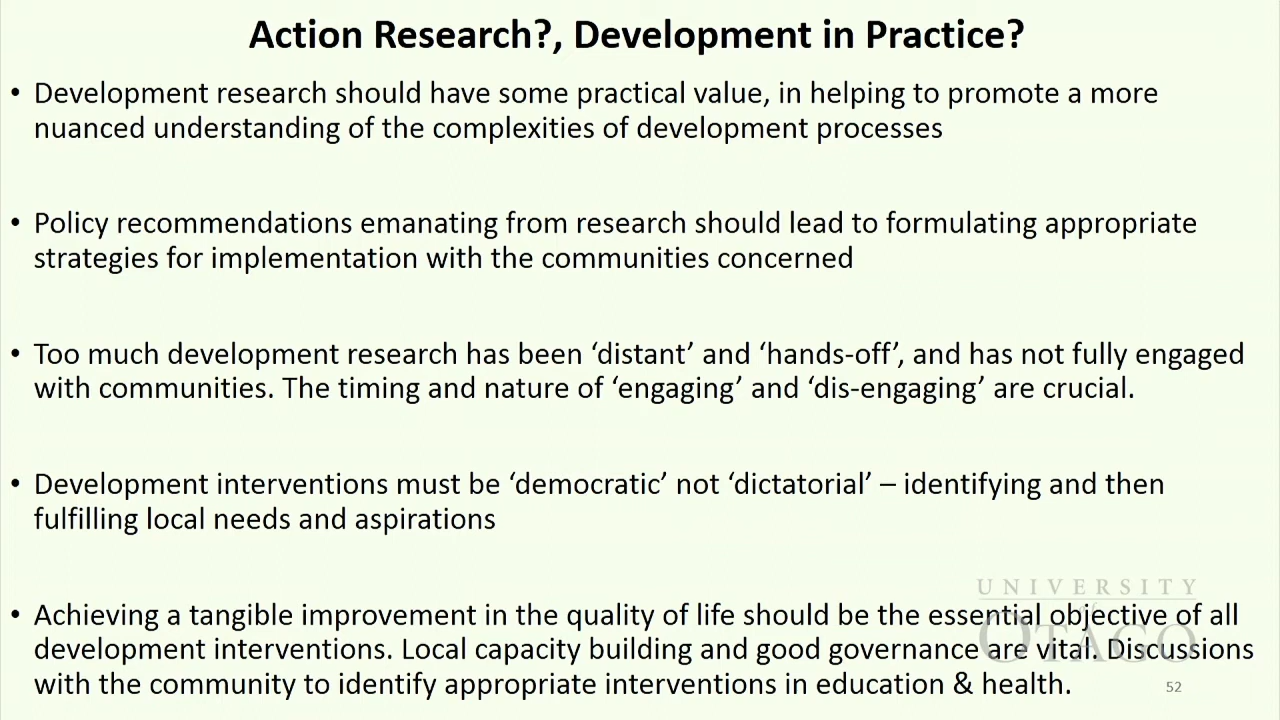 Action Research?, Development in Practice?
• Development research should have some practical value, in helping to promote a more
nuanced understanding of the complexities of development processes
• Policy recommendations emanating from research should lead to formulating appropriate
strategies for implementation with the communities concerned
• Too much development research has been ‘distant’ and ‘hands-off’, and has not fully engaged
with communities. The timing and nature of ‘engaging’ and ‘dis-engaging’ are crucial.
• Development interventions must be ‘democratic’ not ‘dictatorial’ – identifying and then
fulfilling local needs and aspirations
• Achieving a tangible improvement in the quality of life should be the essential objective of all
development interventions. Local capacity building and good governance are vital. Discussions
with the community to identify appropriate interventions in education & health.
UNIVERSITY
of
OTAGO
52